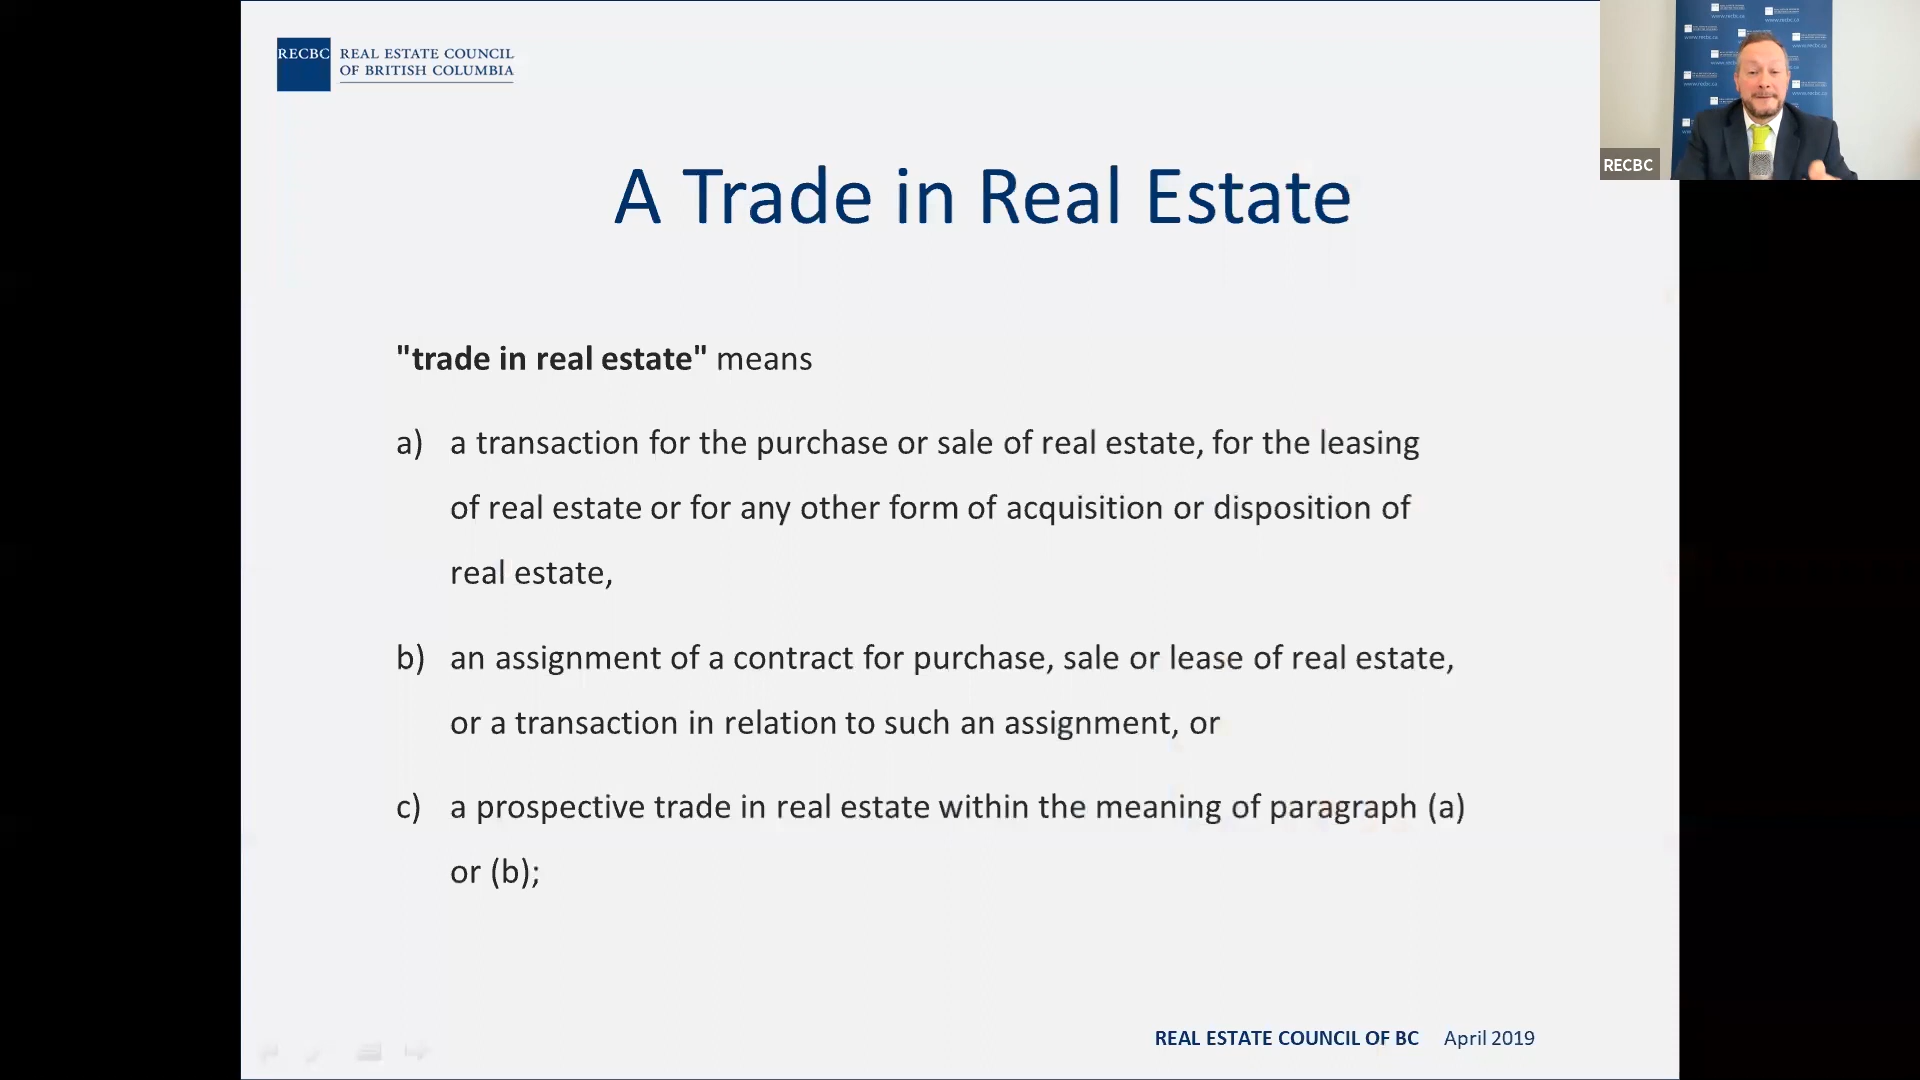 RECBC REAL ESTATE COUNCIL
OF BRITISH COLUMBIA
RECBC
A Trade in Real Estate
"trade in real estate" means
a) a transaction for the purchase or sale of real estate, for the leasing
of real estate or for any other form of acquisition or disposition of
real estate,
b) an assignment of a contract for purchase, sale or lease of real estate,
or a transaction in relation to such an assignment, or
c) a prospective trade in real estate within the meaning of paragraph (a)
or (b);
REAL ESTATE COUNCIL OF BC April 2019